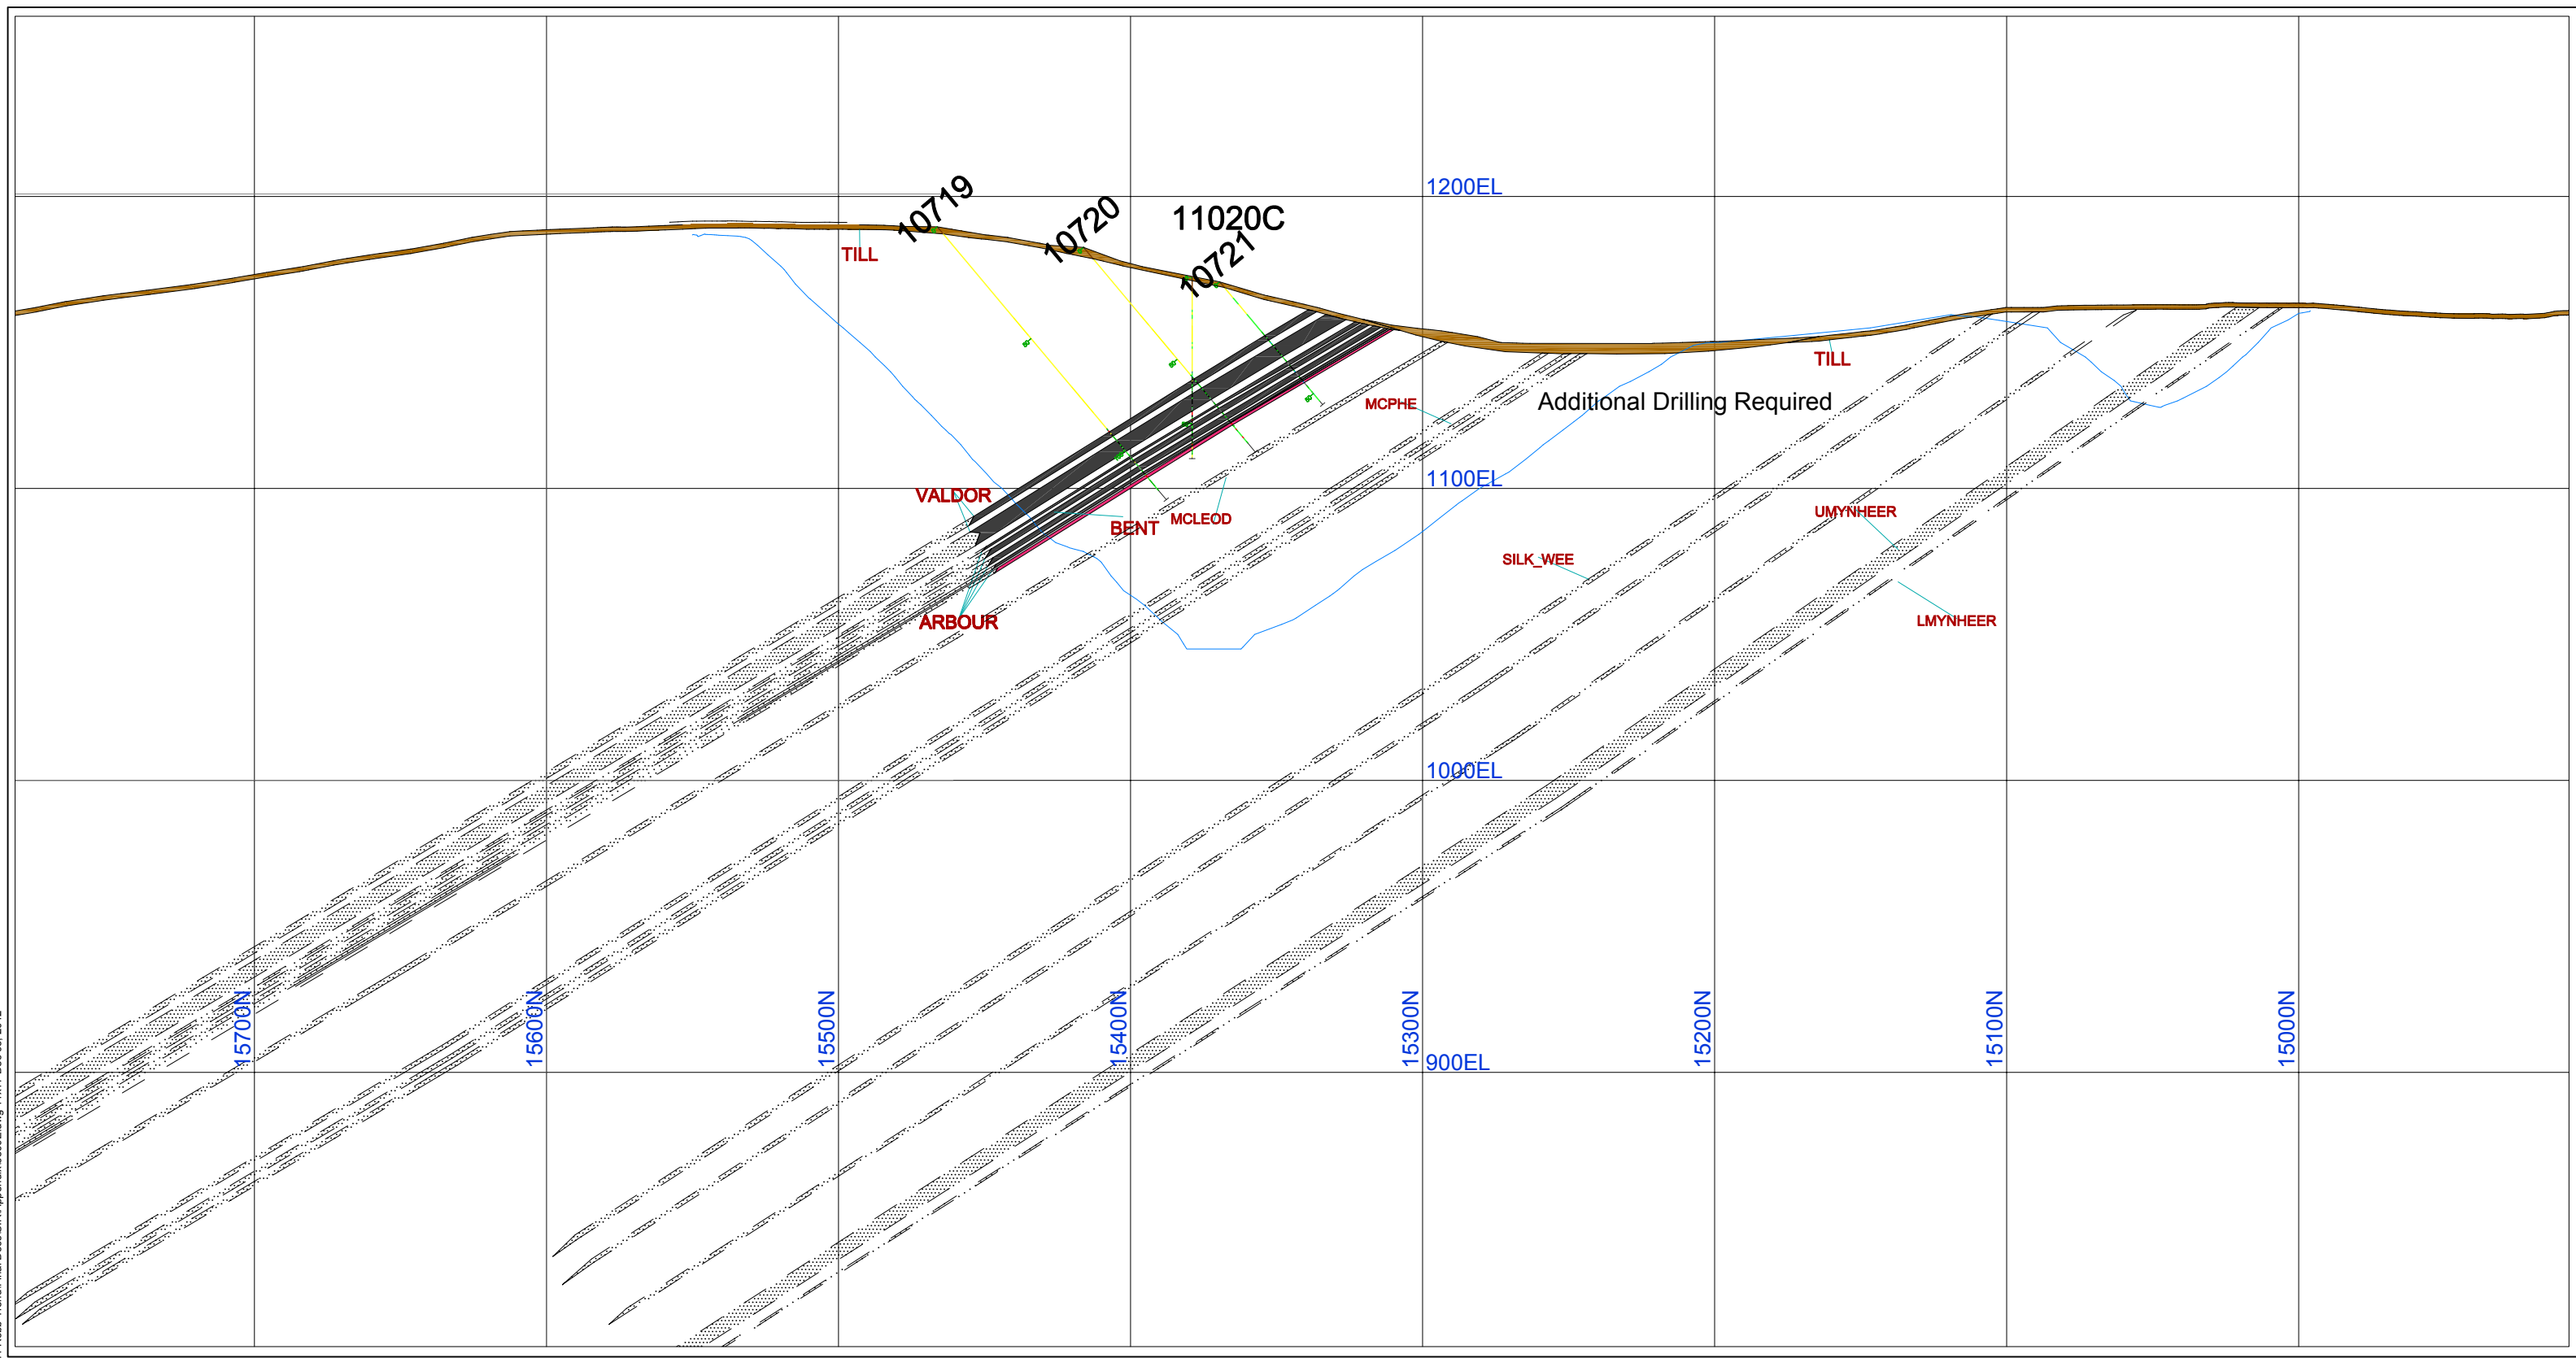 1200EL
10719
10720
11020C
10721
TILL
TILL
MCPHE
Additional Drilling Required
1100EL
VALDOR
BENT
MCLEOD
UMYNHEER
SILK_WEE
ARBOUR
LMYNHEER
1000EL
15700N
15600N
15500N
15400N
15300N
15200N
15100N
15000N
900EL